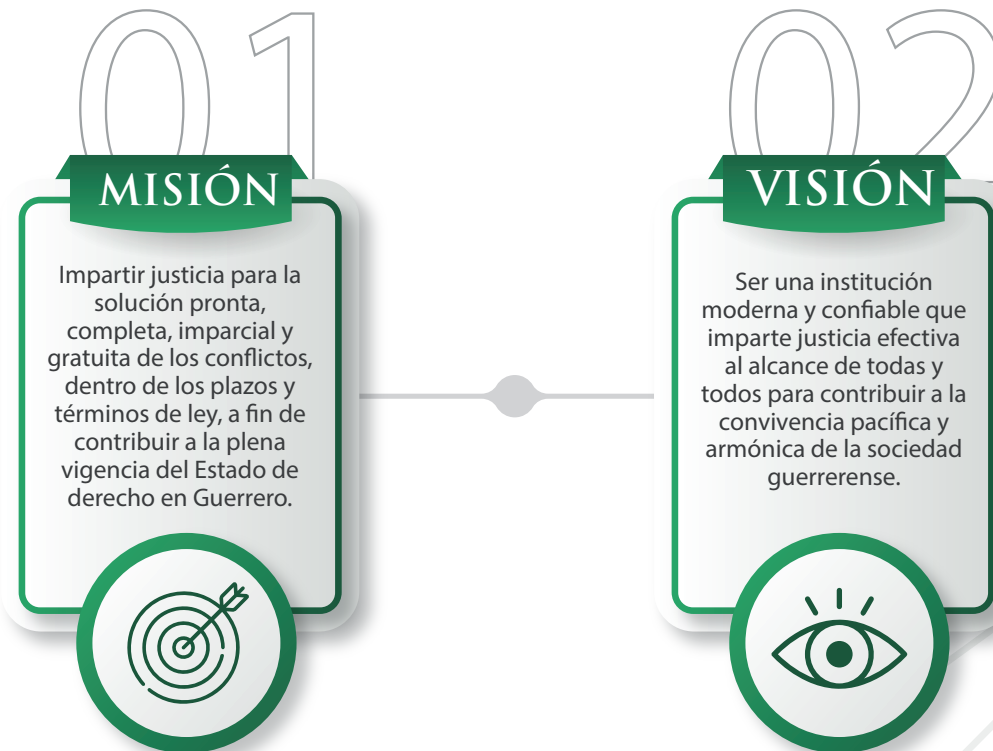 01
MISIÓN
Impartir justicia para la
solución pronta,
completa, imparcial y
gratuita de los conflictos,
dentro de los plazos y
términos de ley, a fin de
contribuir a la plena
vigencia del Estado de
derecho en Guerrero.
02
VISIÓN
Ser una institución
moderna y confiable que
imparte justicia efectiva
al alcance de todas y
todos para contribuir a la
convivencia pacífica y
armónica de la sociedad
guerrerense.